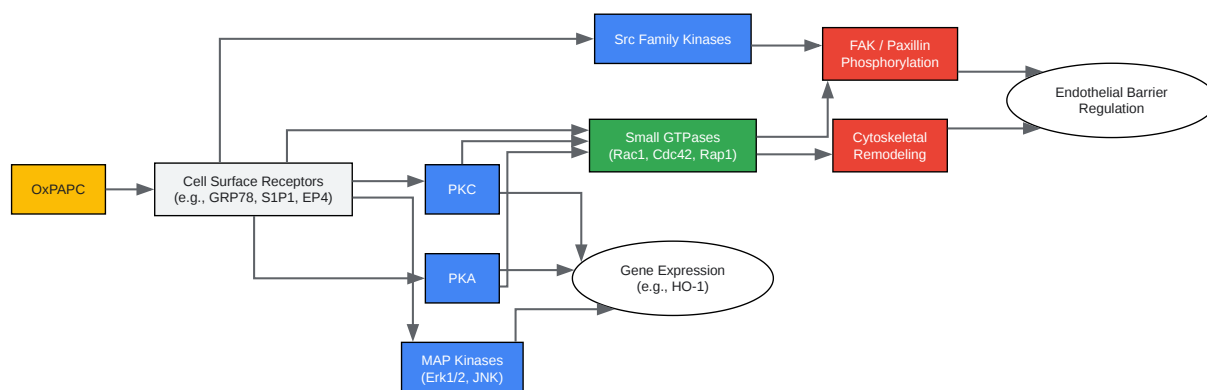 Src Family Kinases
FAK / Paxillin
Phosphorylation
Endothelial Barrier
Regulation
Small GTPases
(Rac1, Cdc42, Rap1)
Cytoskeletal
Remodeling
OxPAPC
Cell Surface Receptors
(e.g., GRP78, S1P1, EP4)
PKC
PKA
Gene Expression
(e.g., HO-1)
MAP Kinases
(Erk1/2, JNK)